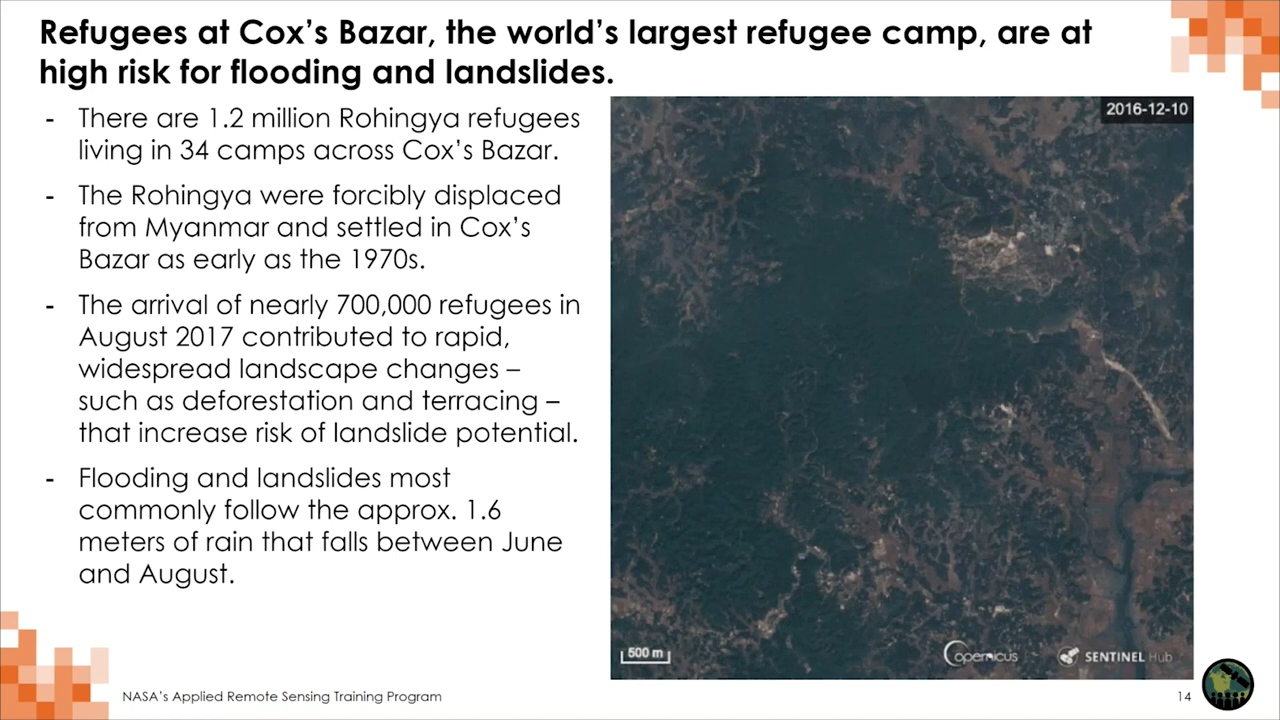 Refugees at Cox’s Bazar, the world’s largest refugee camp, are at
high risk for flooding and landslides.
- There are 1.2 million Rohingya refugees
living in 34 camps across Cox’s Bazar.
- The Rohingya were forcibly displaced
from Myanmar and settled in Cox’s
Bazar as early as the 1970s.
- The arrival of nearly 700,000 refugees in
August 2017 contributed to rapid,
widespread landscape changes –
such as deforestation and terracing –
that increase risk of landslide potential.
- Flooding and landslides most
commonly follow the approx. 1.6
meters of rain that falls between June
and August.
2016-12-10
500 m
Copernicus
SENTINEL Hub
NASA’s Applied Remote Sensing Training Program
14